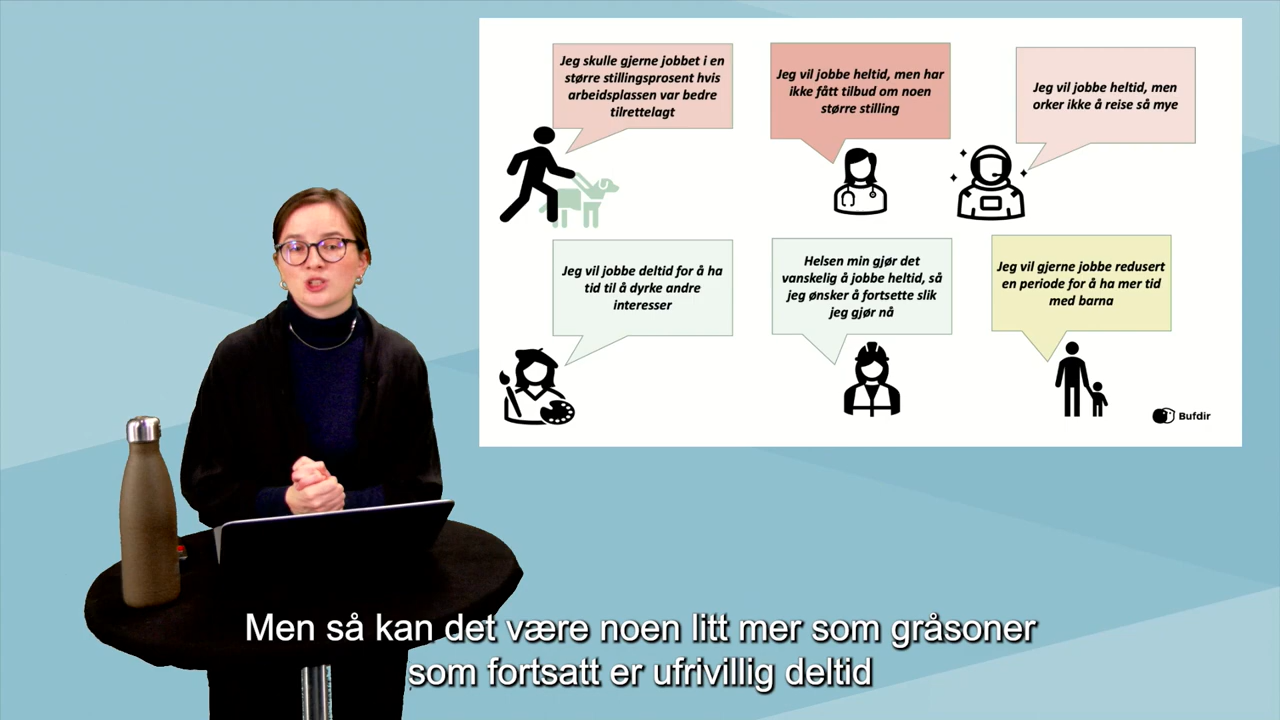 Jeg skulle gjerne jobbet i en
større stillingsprosent hvis
arbeidsplassen var bedre
tilrettelagt
Jeg vil jobbe heltid, men har
ikke fått tilbud om noen
større stilling
Jeg vil jobbe heltid, men
orker ikke å reise så mye
Jeg vil jobbe deltid for å ha
tid til å dyrke andre
interesser
Helsen min gjør det
vanskelig å jobbe heltid, så
jeg ønsker å fortsette slik
jeg gjør nå
Jeg vil gjerne jobbe redusert
en periode for å ha mer tid
med barna
Bufdir
Men så kan det være noen litt mer som gråsoner
som fortsatt er ufrivillig deltid